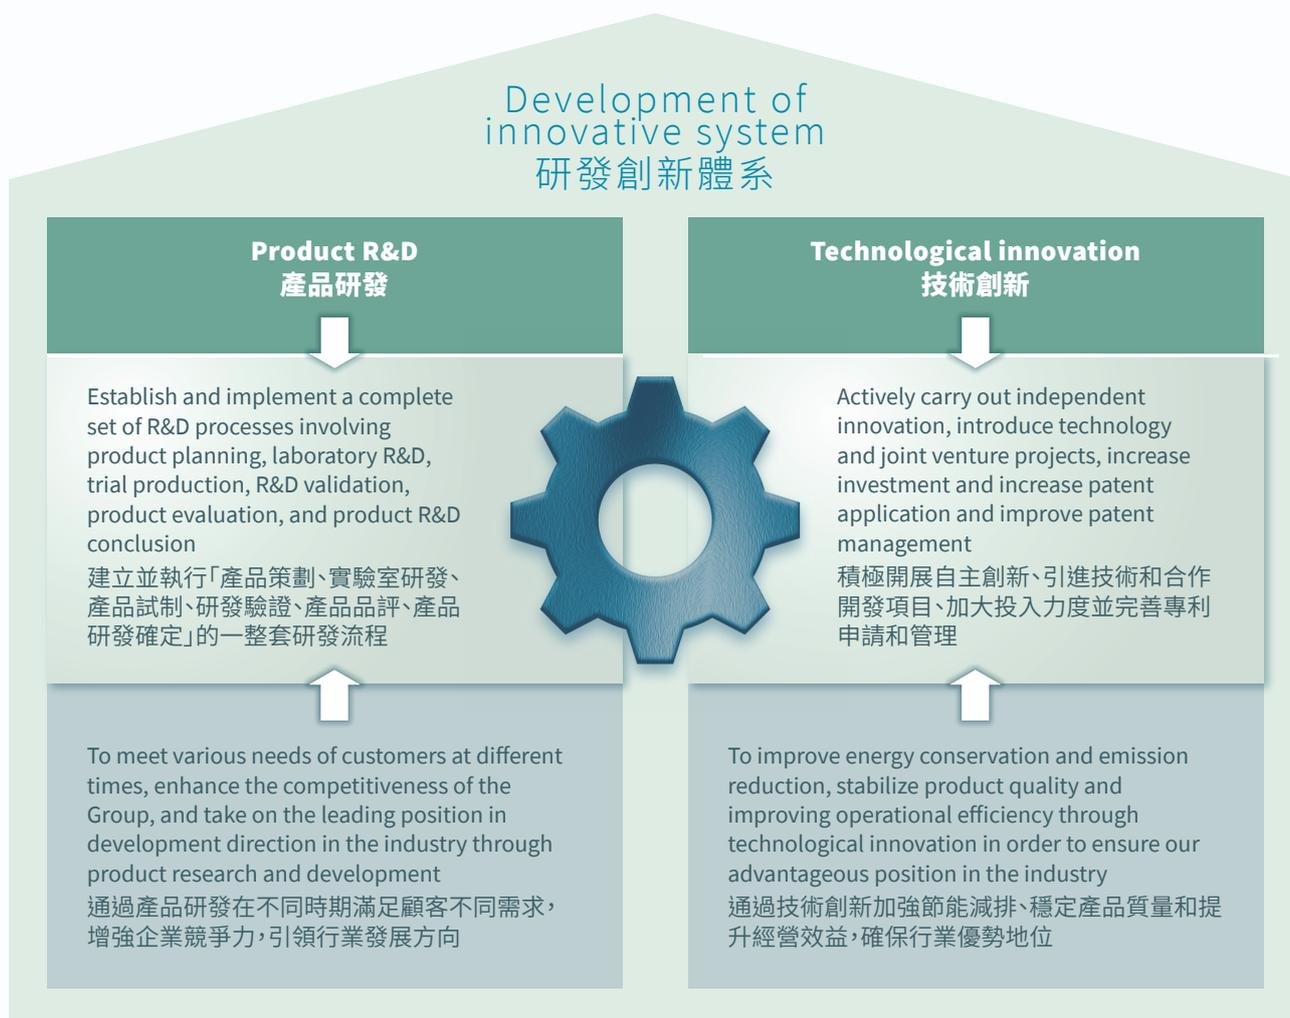 Development of
innovative system
研發創新體系
Product R&D
產品研發
Establish and implement a complete
set of R&D processes involving
product planning, laboratory R&D,
trial production, R&D validation,
product evaluation, and product R&D
conclusion
建立並執行「產品策劃、實驗室研發、
產品試制、研發驗證、產品品評、產品
研發確定」的一整套研發流程
To meet various needs of customers at different
times, enhance the competitiveness of the
Group, and take on the leading position in
development direction in the industry through
product research and development
通過產品研發在不同時期滿足顧客不同需求，
增強企業競爭力，引領行業發展方向
Technological innovation
技術創新
Actively carry out independent
innovation, introduce technology
and joint venture projects, increase
investment and increase patent
application and improve patent
management
積極開展自主創新、引進技術和合作
開發項目、加大投入力度並完善專利
申請和管理
To improve energy conservation and emission
reduction, stabilize product quality and
improving operational efficiency through
technological innovation in order to ensure our
advantageous position in the industry
通過技術創新加強節能減排、穩定產品質量和提
升經營效益，確保行業優勢地位